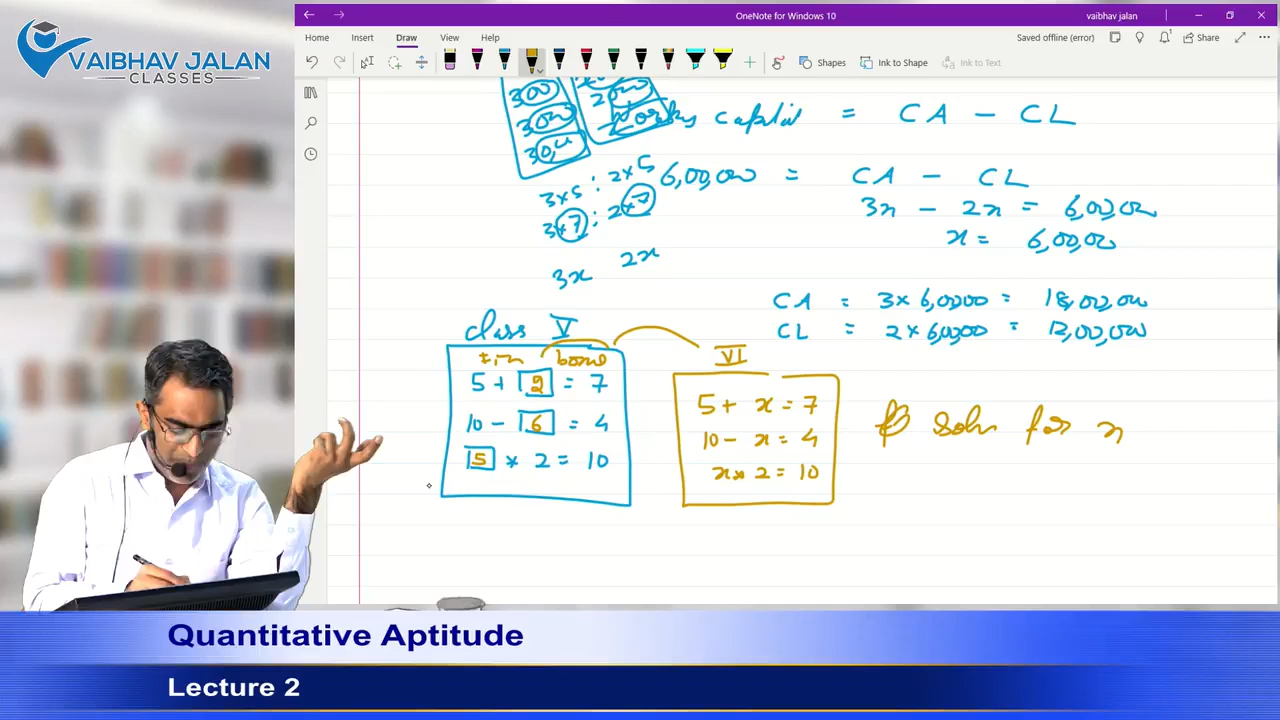 VAIBHAV JALAN
CLASSES
OneNote for Windows 10
vaibhav jalan
Home Insert Draw View Help
Saved offline (error)
Share
Shapes
Ink to Shape
Ink to Text
300
capital = CA - CL
3x5 : 2x5
6,00,000 = CA - CL
3x7 : 2x7
3x - 2x = 6,00,000
x = 6,00,000
3x 2x
CA = 3 x 6,00,000 = 18,00,000
CL = 2 x 6,00,000 = 12,00,000
class V
5 + 2 = 7
10 - 6 = 4
5 * 2 = 10
VI
5 + x = 7
10 - x = 4
x * 2 = 10
for x
Quantitative Aptitude
Lecture 2